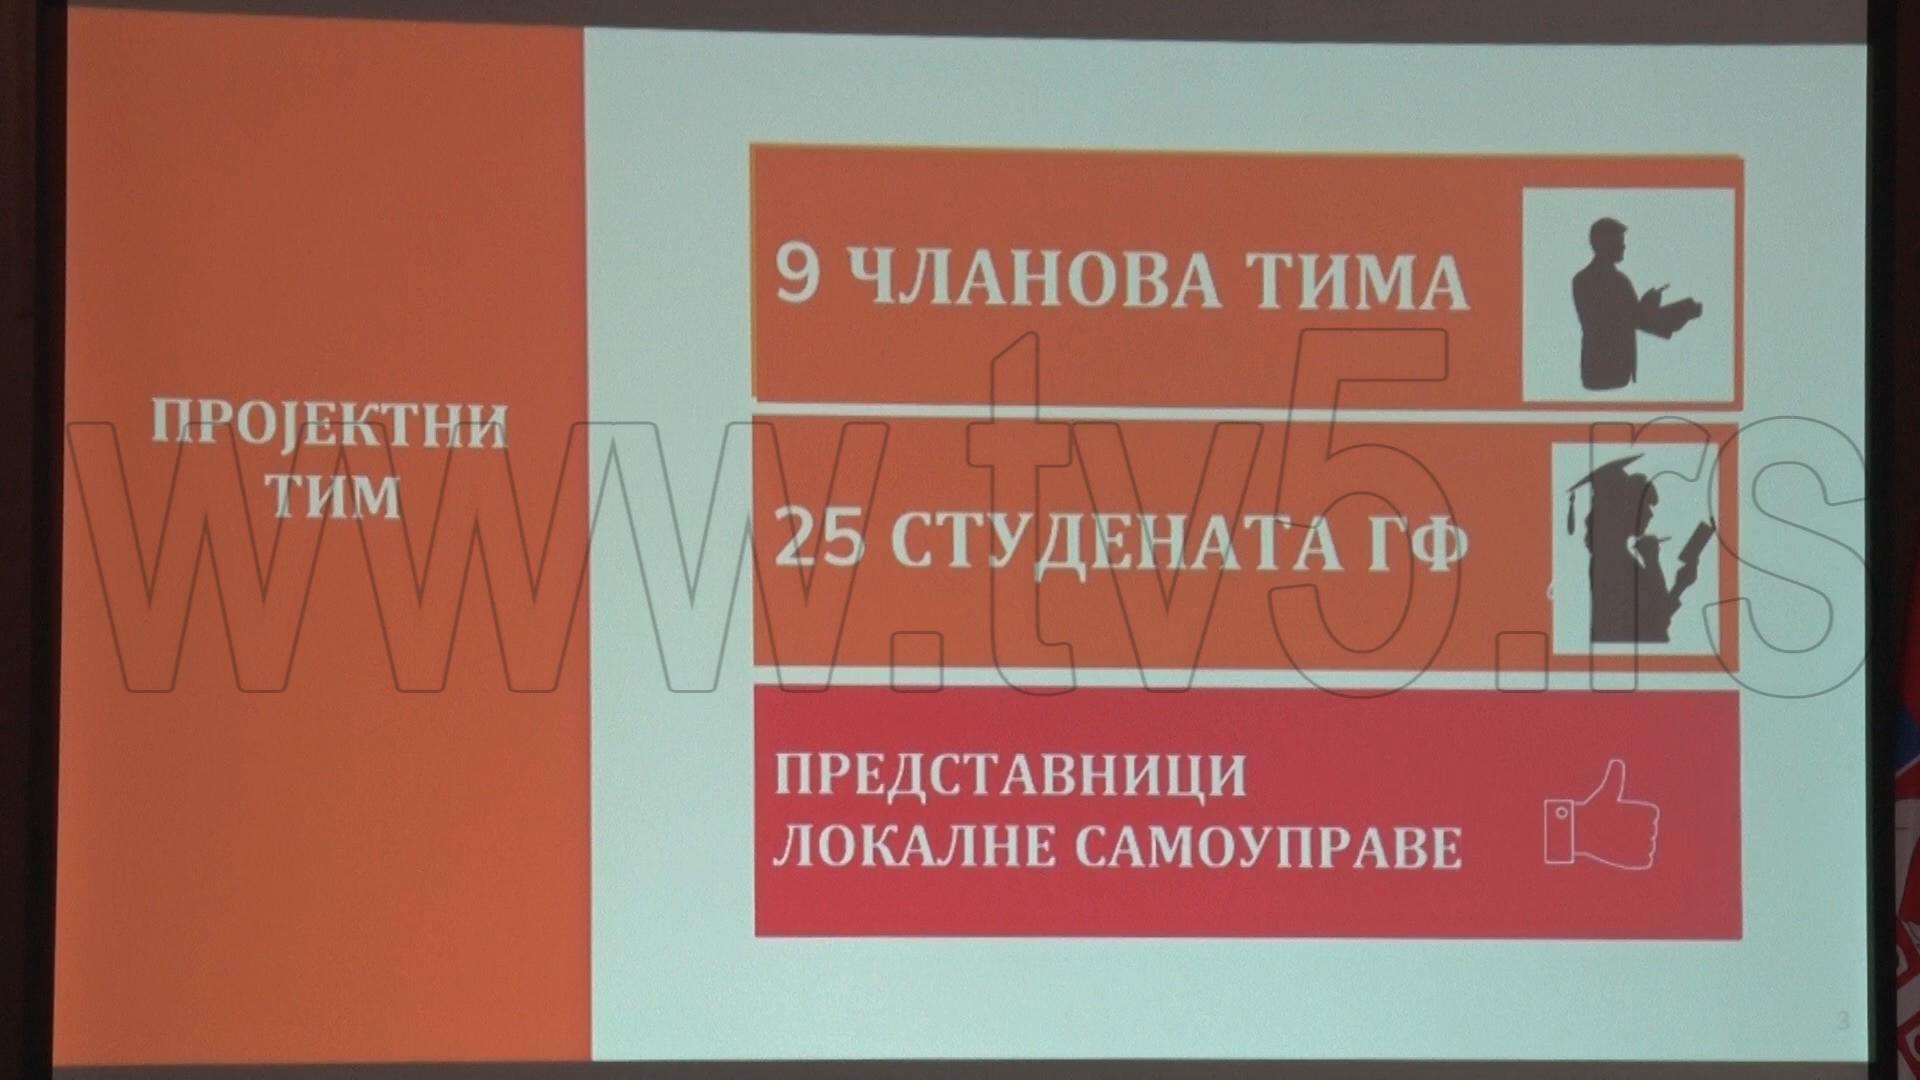 ПРОЈЕКТНИ
ТИМ
9 ЧЛАНОВА ТИМА
25 СТУДЕНАТА ГФ
ПРЕДСТАВНИЦИ
ЛОКАЛНЕ САМОУПРАВЕ
3
www.tv5.rs